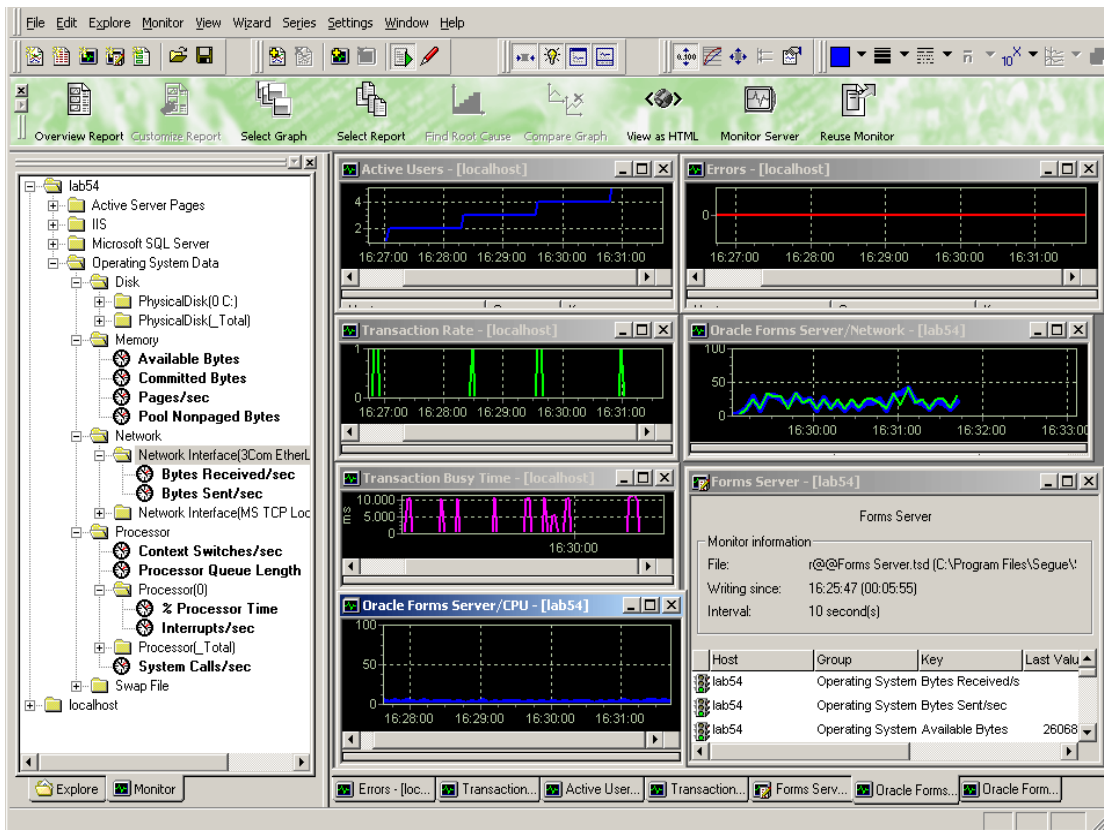 File Edit Explore Monitor View Wizard Series Settings Window Help
0,100 n 10 X
Overview Report Customize Report Select Graph Select Report Find Root Cause Compare Graph View as HTML Monitor Server Reuse Monitor
lab54
Active Server Pages
IIS
Microsoft SQL Server
Operating System Data
Disk
PhysicalDisk(0 C:)
PhysicalDisk(_Total)
Memory
Available Bytes
Committed Bytes
Pages/sec
Pool Nonpaged Bytes
Network
Network Interface(3Com EtherL
Bytes Received/sec
Bytes Sent/sec
Network Interface(MS TCP Loc
Processor
Context Switches/sec
Processor Queue Length
Processor(0)
% Processor Time
Interrupts/sec
Processor(_Total)
System Calls/sec
Swap File
localhost
Explore Monitor
Active Users - [localhost]
4
2
16:27:00 16:28:00 16:29:00 16:30:00 16:31:00
Errors - [localhost]
0
16:27:00 16:28:00 16:29:00 16:30:00 16:31:00
Transaction Rate - [localhost]
1
0
16:27:00 16:28:00 16:29:00 16:30:00 16:31:00
Oracle Forms Server/Network - [lab54]
100
50
0
16:30:00 16:31:00 16:32:00 16:33:00
Transaction Busy Time - [localhost]
ms
10.000
5.000
0
16:30:00
Oracle Forms Server/CPU - [lab54]
100
50
0
16:28:00 16:29:00 16:30:00 16:31:00
Forms Server - [lab54]
Forms Server
Monitor information
File: r@@Forms Server.tsd (C:\Program Files\Segue\
Writing since: 16:25:47 (00:05:55)
Interval: 10 second(s)
Host Group Key Last Valu
lab54 Operating System Bytes Received/s
lab54 Operating System Bytes Sent/sec
lab54 Operating System Available Bytes 26068
Errors - [loc... Transaction... Active User... Transaction... Forms Serv... Oracle Forms... Oracle Form...